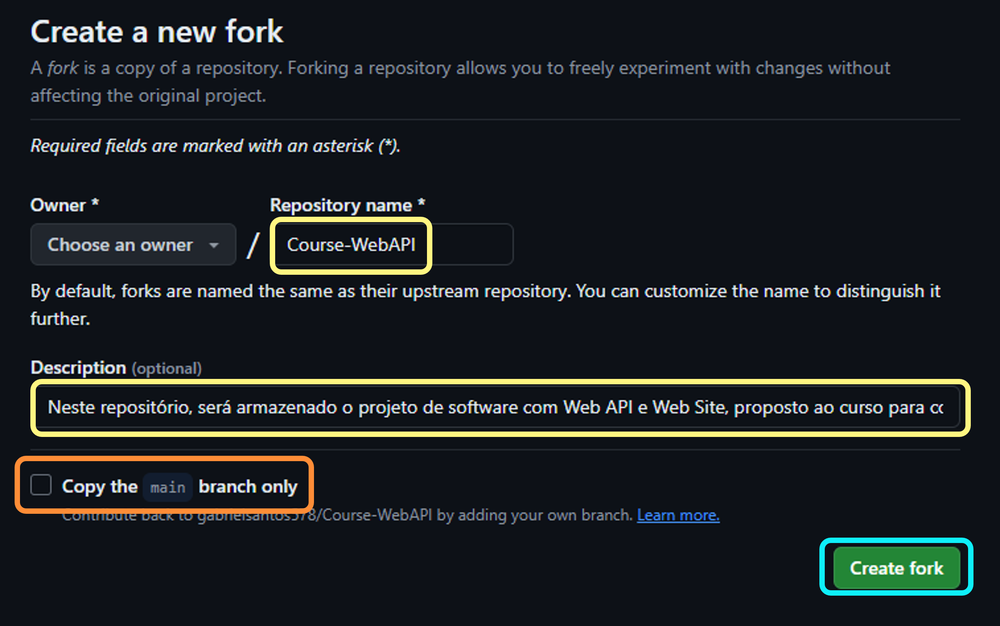 Create a new fork
A fork is a copy of a repository. Forking a repository allows you to freely experiment with changes without
affecting the original project.
Required fields are marked with an asterisk (*).
Owner * Repository name *
Choose an owner / Course-WebAPI
By default, forks are named the same as their upstream repository. You can customize the name to distinguish it
further.
Description (optional)
Neste repositório, será armazenado o projeto de software com Web API e Web Site, proposto ao curso para co
Copy the main branch only
Contribute back to gabrielsantos578/Course-WebAPI by adding your own branch. Learn more.
Create fork